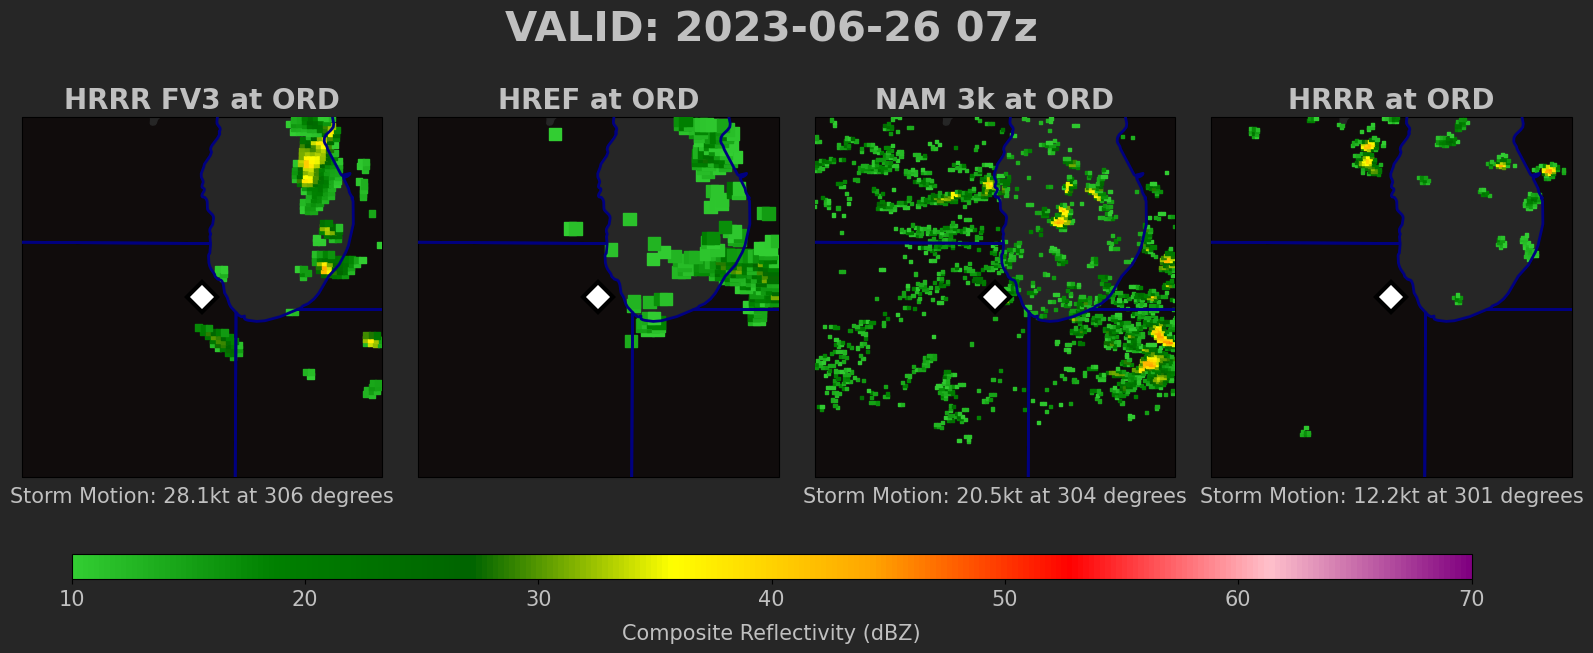 VALID: 2023-06-26 07z
HRRR FV3 at ORD
HREF at ORD
NAM 3k at ORD
HRRR at ORD
Storm Motion: 28.1kt at 306 degrees
Storm Motion: 20.5kt at 304 degrees
Storm Motion: 12.2kt at 301 degrees
10 20 30 40 50 60 70
Composite Reflectivity (dBZ)